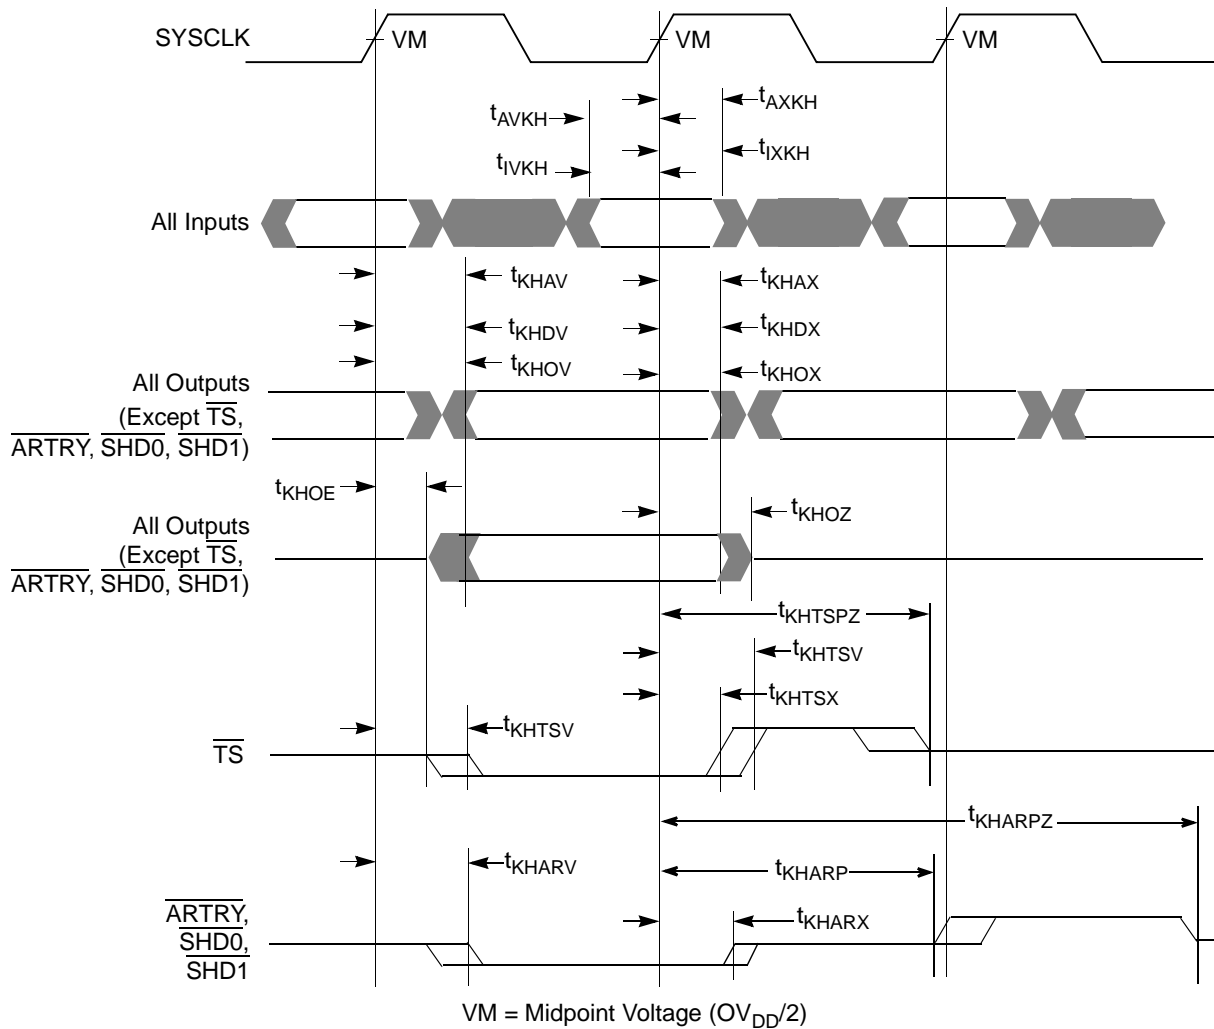 SYSCLK
VM
VM
VM
tAVKH
tAXKH
tIVKH
tIXKH
All Inputs
tKHAV
tKHAX
tKHDV
tKHDX
tKHOV
tKHOX
All Outputs
(Except TS,
ARTRY, SHD0, SHD1)
tKHOE
tKHOZ
All Outputs
(Except TS,
ARTRY, SHD0, SHD1)
tKHTSPZ
tKHTSV
tKHTSX
tKHTSV
TS
tKHARPZ
tKHARV
tKHARP
tKHARX
ARTRY,
SHD0,
SHD1
VM = Midpoint Voltage (OVDD/2)